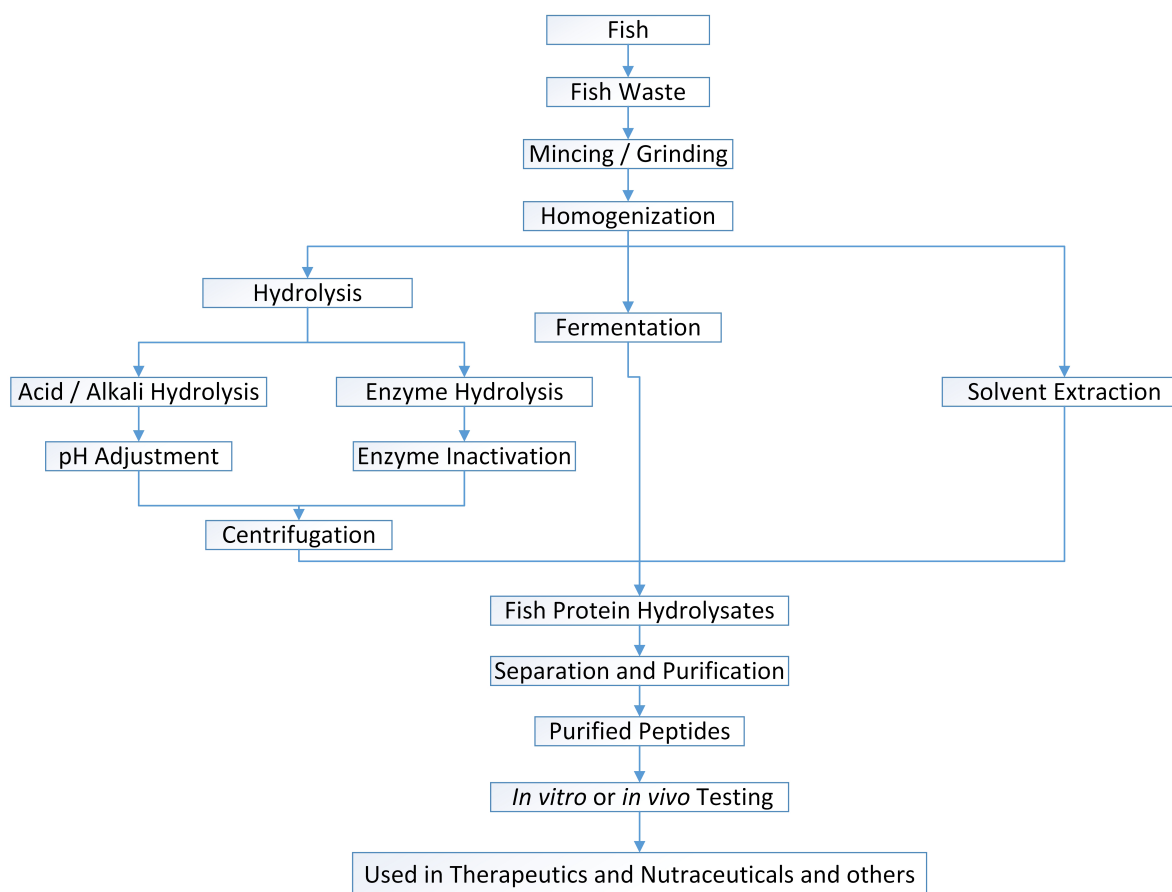 Fish
Fish Waste
Mincing / Grinding
Homogenization
Hydrolysis
Fermentation
Acid / Alkali Hydrolysis
Enzyme Hydrolysis
Solvent Extraction
pH Adjustment
Enzyme Inactivation
Centrifugation
Fish Protein Hydrolysates
Separation and Purification
Purified Peptides
In vitro or in vivo Testing
Used in Therapeutics and Nutraceuticals and others